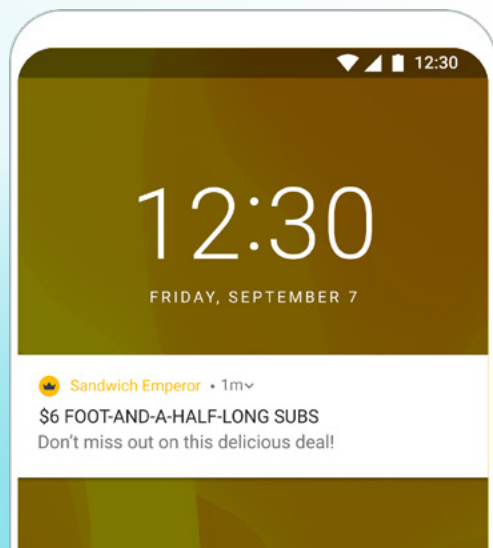 12:30
12:30
FRIDAY, SEPTEMBER 7
Sandwich Emperor • 1m
$6 FOOT-AND-A-HALF-LONG SUBS
Don’t miss out on this delicious deal!